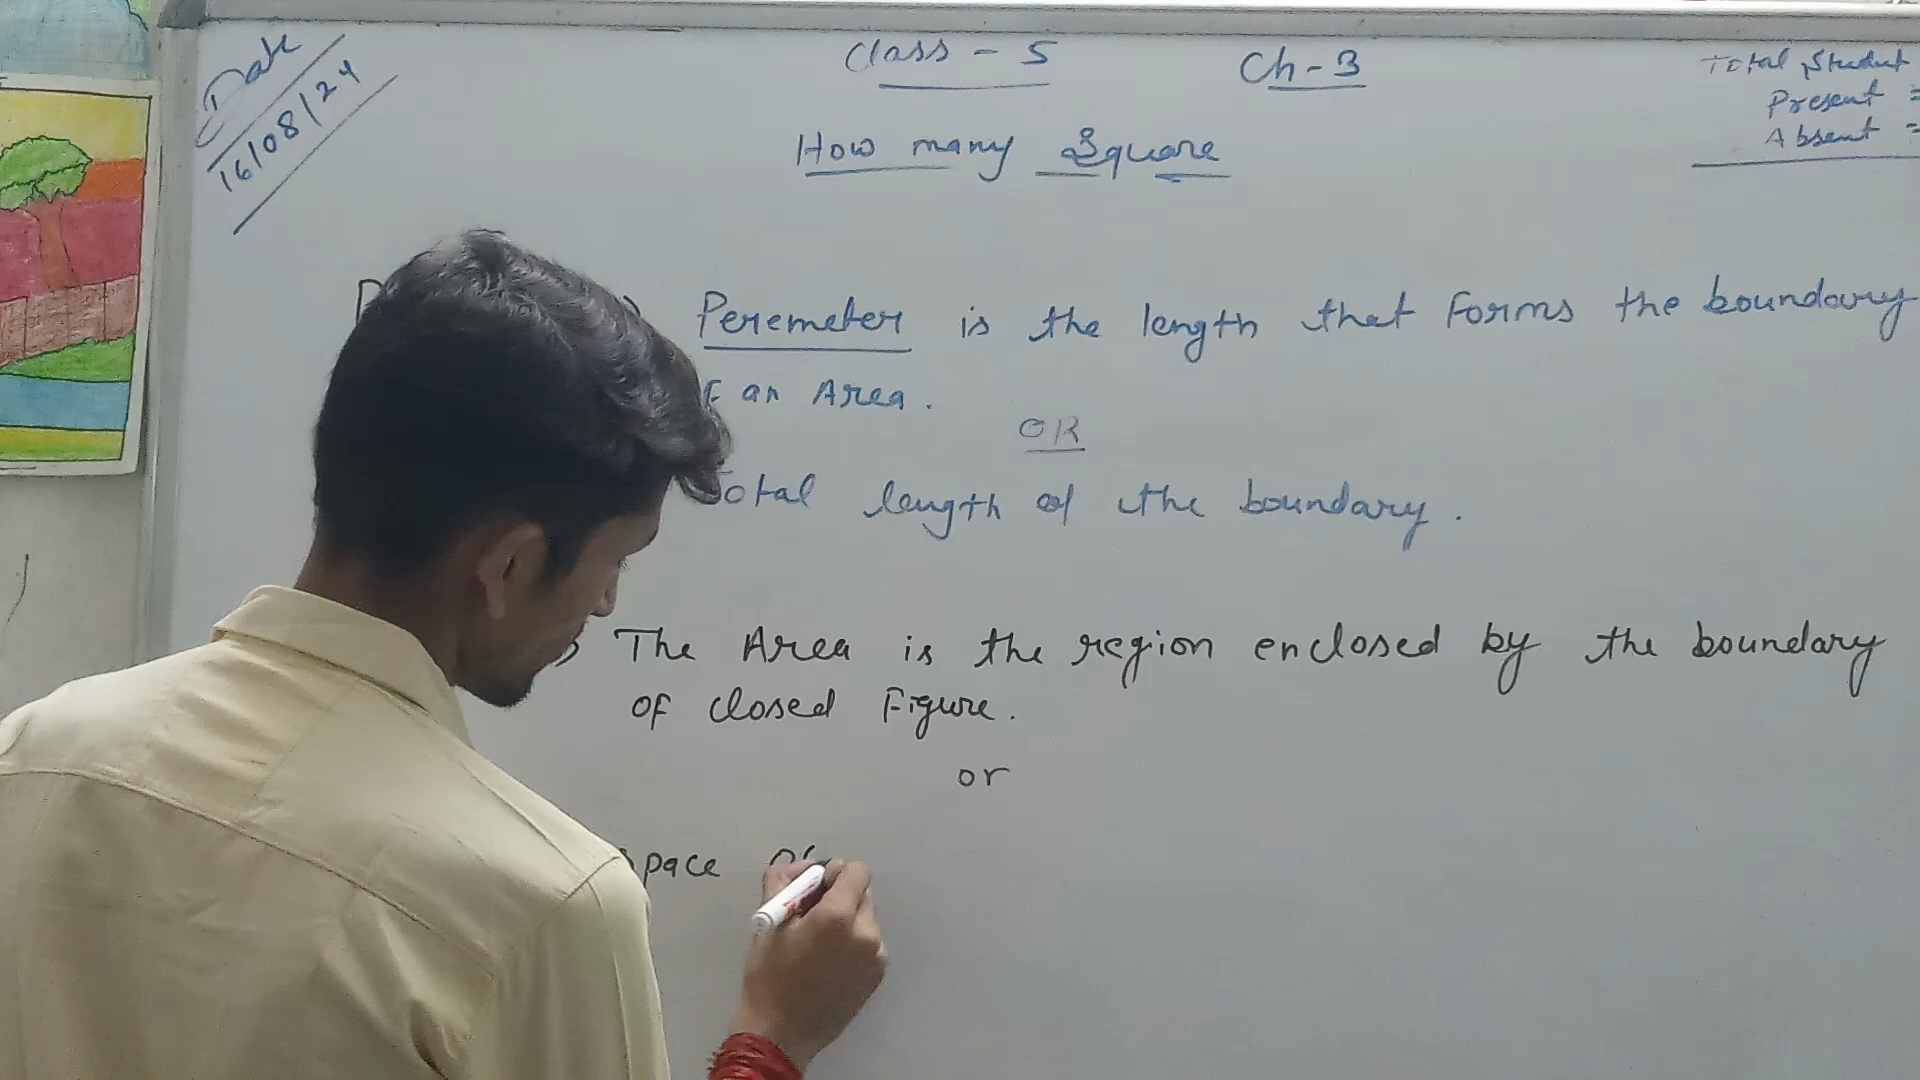 Date
16/08/24
Class - 5
Ch-3
Total Student
Present =
Absent =
How many Square
Peremeter is the length that forms the boundary
an Area.
OR
Total length of the boundary.
The Area is the region enclosed by the boundary
of closed Figure.
or
pace